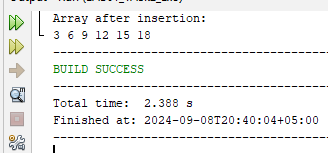 Array after insertion:
3 6 9 12 15 18
------------------------------------
BUILD SUCCESS
------------------------------------
Total time:  2.388 s
Finished at: 2024-09-08T20:40:04+05:00
------------------------------------